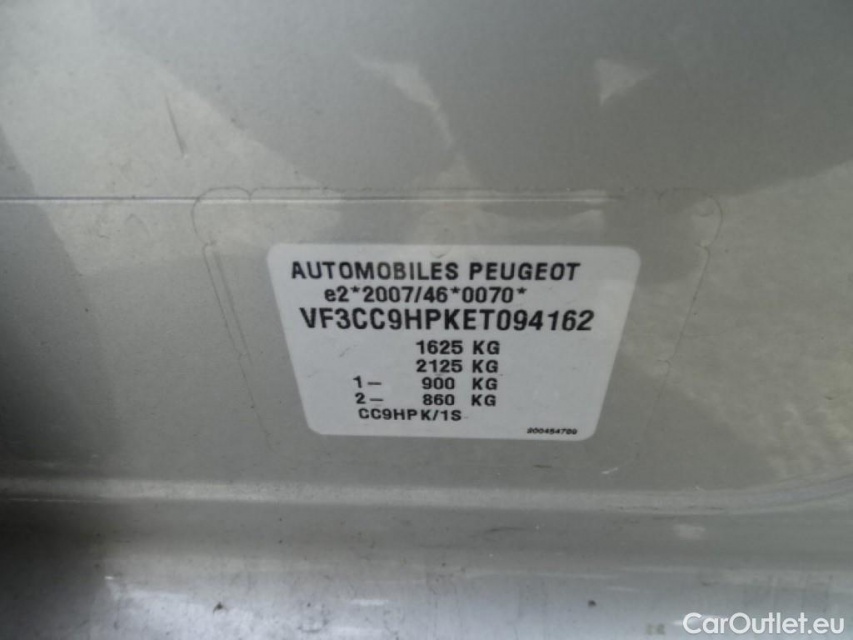 AUTOMOBILES PEUGEOT
e2*2007/46*0070*
VF3CC9HPKET094162
1625 KG
2125 KG
1- 900 KG
2- 860 KG
CC9HPK/1S
CarOutlet.eu